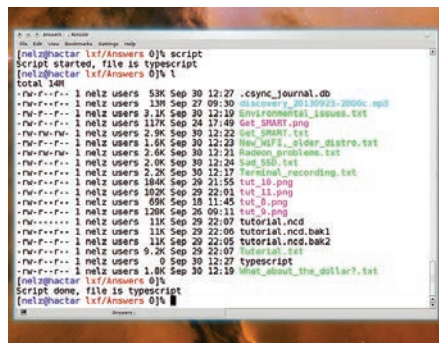 Answers : - Konsole
File Edit View Bookmarks Settings Help
[nelz@hactar lxf/Answers 0]% script
Script started, file is typescript
[nelz@hactar lxf/Answers 0]% l
total 14M
-rw-r--r-- 1 nelz users 53K Sep 30 12:27 .csync_journal.db
-rw-r--r-- 1 nelz users 13M Sep 27 09:30 discovery_20130923-2000c.mp3
-rw-r--r-- 1 nelz users 3.1K Sep 30 12:19 Environmental_issues.txt
-rw-r--r-- 1 nelz users 117K Sep 24 17:49 Get_SMART.png
-rw-rw-rw- 1 nelz users 2.9K Sep 30 12:22 Get_SMART.txt
-rw-r--r-- 1 nelz users 1.6K Sep 30 12:23 New_WiFi,_older_distro.txt
-rw-rw-rw- 1 nelz users 2.6K Sep 30 12:21 Radeon_problems.txt
-rw-r--r-- 1 nelz users 2.0K Sep 30 12:24 Sad_SSD.txt
-rw-r--r-- 1 nelz users 2.2K Sep 30 12:17 Terminal_recording.txt
-rw-r--r-- 1 nelz users 184K Sep 29 21:55 tut_10.png
-rw-r--r-- 1 nelz users 102K Sep 29 22:01 tut_11.png
-rw-r--r-- 1 nelz users 69K Sep 18 11:45 tut_8.png
-rw-r--r-- 1 nelz users 128K Sep 26 09:11 tut_9.png
-rw------- 1 nelz users 11K Sep 29 22:07 tutorial.ncd
-rw-r--r-- 1 nelz users 11K Sep 29 22:06 tutorial.ncd.bak1
-rw-r--r-- 1 nelz users 11K Sep 29 22:05 tutorial.ncd.bak2
-rw-rw-rw- 1 nelz users 9.2K Sep 29 22:07 Tutorial.txt
-rw-r--r-- 1 nelz users 0 Sep 30 12:27 typescript
-rw-r--r-- 1 nelz users 1.8K Sep 30 12:19 What_about_the_dollar?.txt
[nelz@hactar lxf/Answers 0]%
Script done, file is typescript
[nelz@hactar lxf/Answers 0]%
Answers :